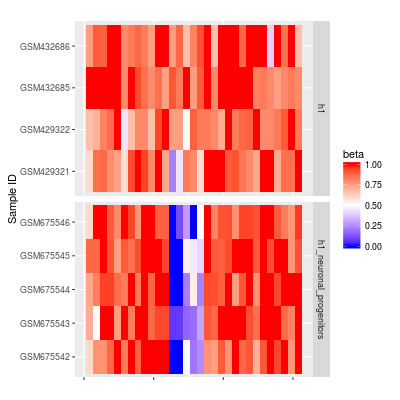 GSM432686
GSM432685
GSM429322
GSM429321
h1
GSM675546
GSM675545
GSM675544
GSM675543
GSM675542
h1_neuronal_progenitors
Sample ID
beta
1.00
0.75
0.50
0.25
0.00